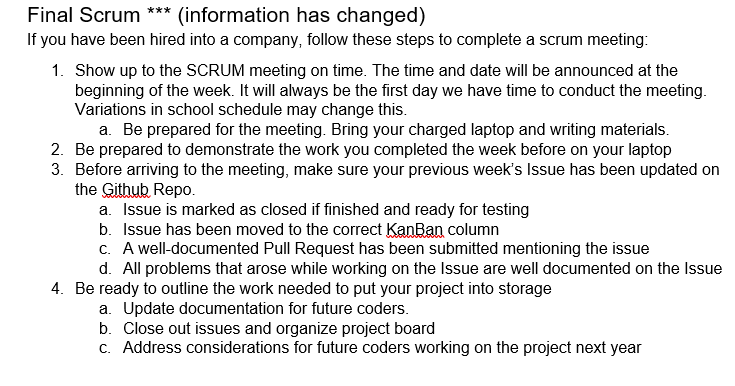 Final Scrum *** (information has changed)
If you have been hired into a company, follow these steps to complete a scrum meeting:
1. Show up to the SCRUM meeting on time. The time and date will be announced at the
beginning of the week. It will always be the first day we have time to conduct the meeting.
Variations in school schedule may change this.
a. Be prepared for the meeting. Bring your charged laptop and writing materials.
2. Be prepared to demonstrate the work you completed the week before on your laptop
3. Before arriving to the meeting, make sure your previous week's Issue has been updated on
the Github Repo.
a. Issue is marked as closed if finished and ready for testing
b. Issue has been moved to the correct KanBan column
c. A well-documented Pull Request has been submitted mentioning the issue
d. All problems that arose while working on the Issue are well documented on the Issue
4. Be ready to outline the work needed to put your project into storage
a. Update documentation for future coders.
b. Close out issues and organize project board
c. Address considerations for future coders working on the project next year